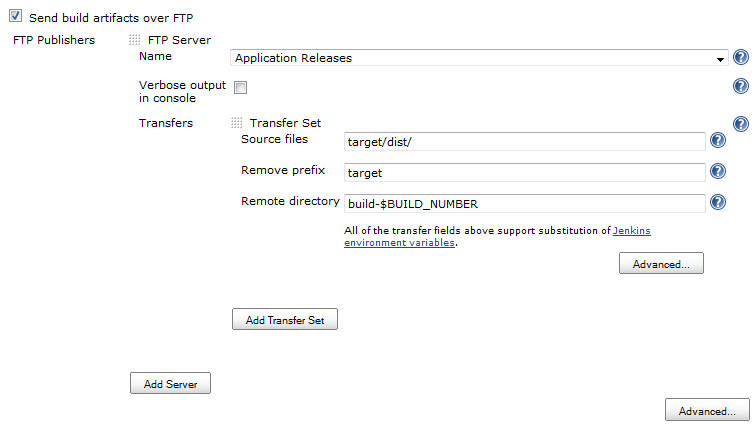 Send build artifacts over FTP
FTP Publishers
FTP Server
Name
Application Releases
Verbose output
in console
Transfers
Transfer Set
Source files
target/dist/
Remove prefix
target
Remote directory
build-$BUILD_NUMBER
All of the transfer fields above support substitution of Jenkins
environment variables.
Advanced...
Add Transfer Set
Add Server
Advanced...